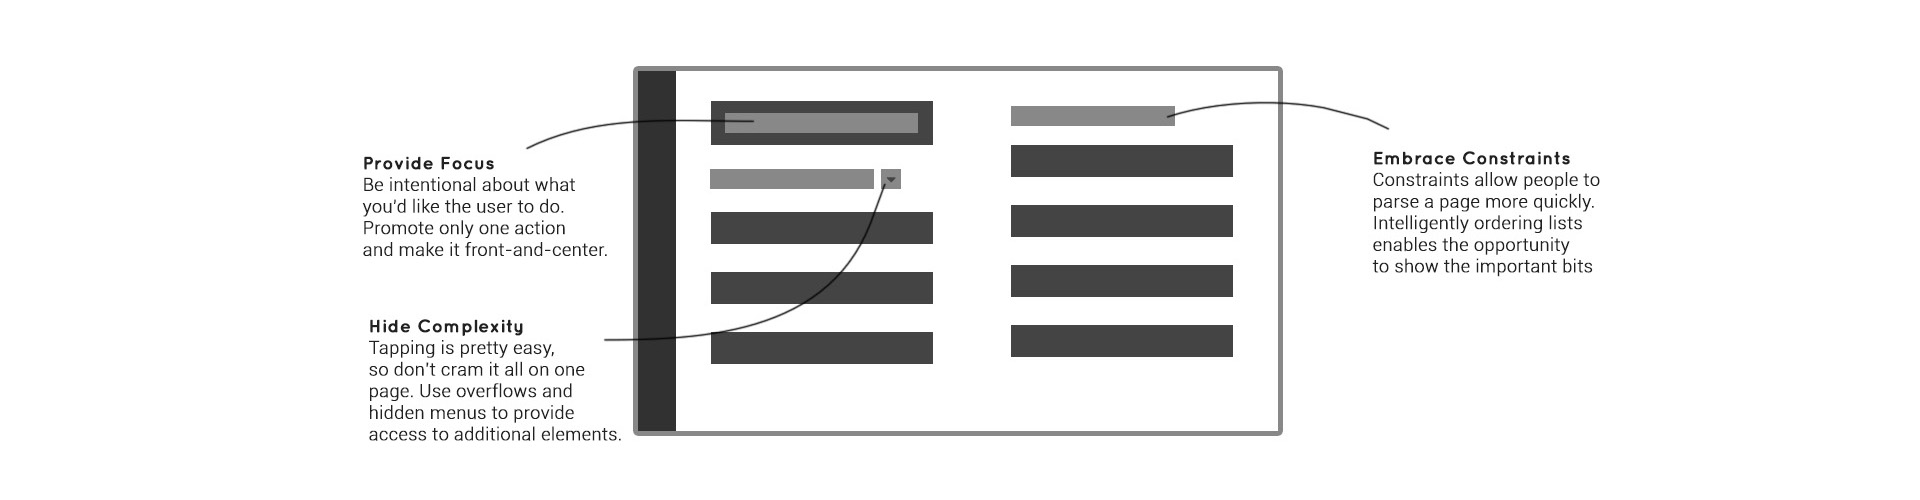 Provide Focus
Be intentional about what
you'd like the user to do.
Promote only one action
and make it front-and-center.
Hide Complexity
Tapping is pretty easy,
so don't cram it all on one
page. Use overflows and
hidden menus to provide
access to additional elements.
Embrace Constraints
Constraints allow people to
parse a page more quickly.
Intelligently ordering lists
enables the opportunity
to show the important bits